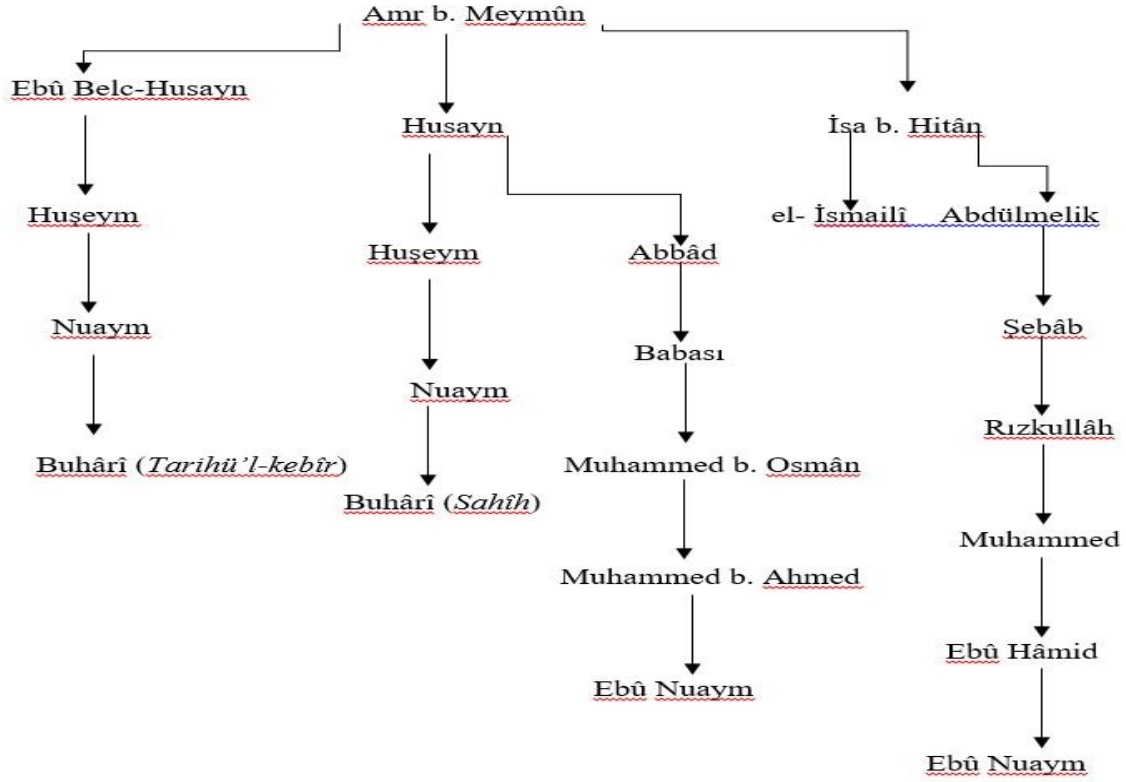 Amr b. Meymûn
Ebû Belc-Husayn
Husayn
İsa b. Hitân
Huşeym
el- İsmailî Abdülmelik
Huşeym
Abbâd
Nuaym
Şebâb
Babası
Nuaym
Rızkullâh
Buhârî (Tarihü’l-kebîr)
Muhammed b. Osmân
Buhârî (Sahîh)
Muhammed
Muhammed b. Ahmed
Ebû Hâmid
Ebû Nuaym
Ebû Nuaym